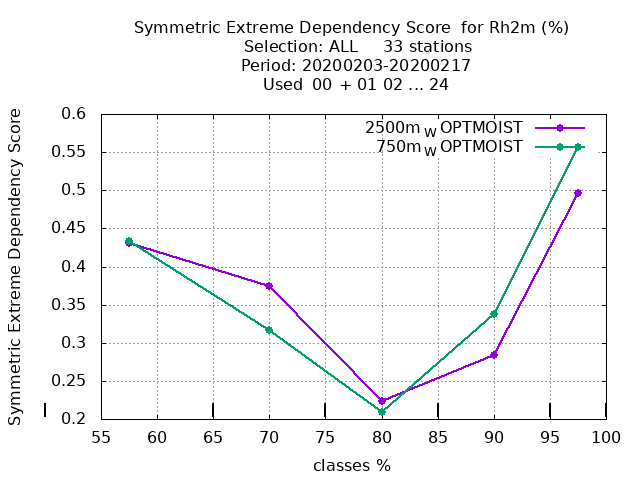 Symmetric Extreme Dependency Score for Rh2m (%)
Selection: ALL 33 stations
Period: 20200203-20200217
Used 00 + 01 02 ... 24
Symmetric Extreme Dependency Score
0.6
0.55
0.5
0.45
0.4
0.35
0.3
0.25
0.2
2500m W OPTMOIST
750m W OPTMOIST
55 60 65 70 75 80 85 90 95 100
classes %